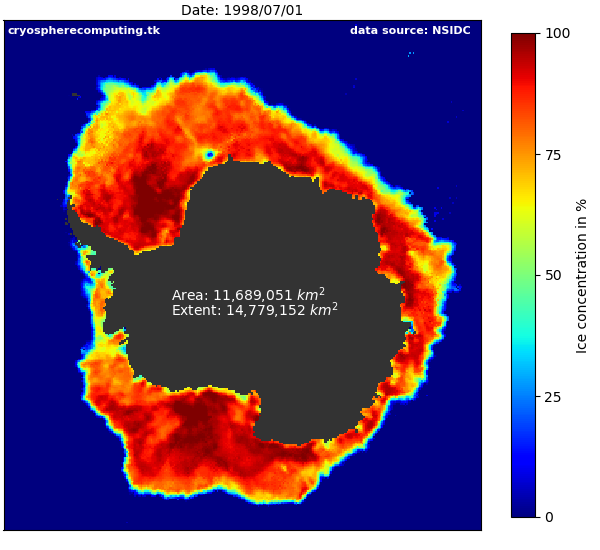 Date: 1998/07/01
cryospherecomputing.tk
data source: NSIDC
Area: 11,689,051 km²
Extent: 14,779,152 km²
100
75
50
25
0
Ice concentration in %